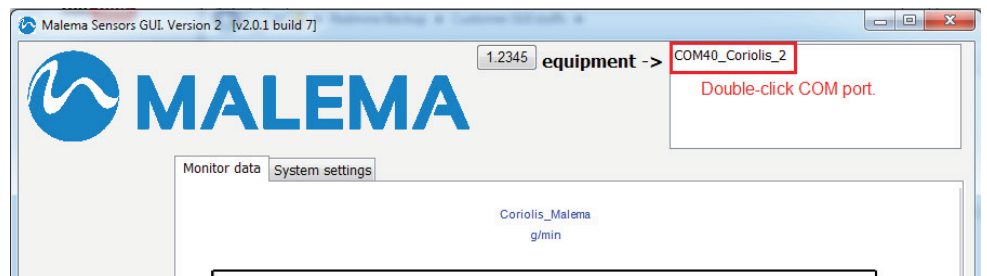 Malema Sensors GUI. Version 2 [v2.0.1 build 7]
1.2345 equipment -> COM40_Coriolis_2
Double-click COM port.
MALEMA
Monitor data System settings
Coriolis_Malema
g/min